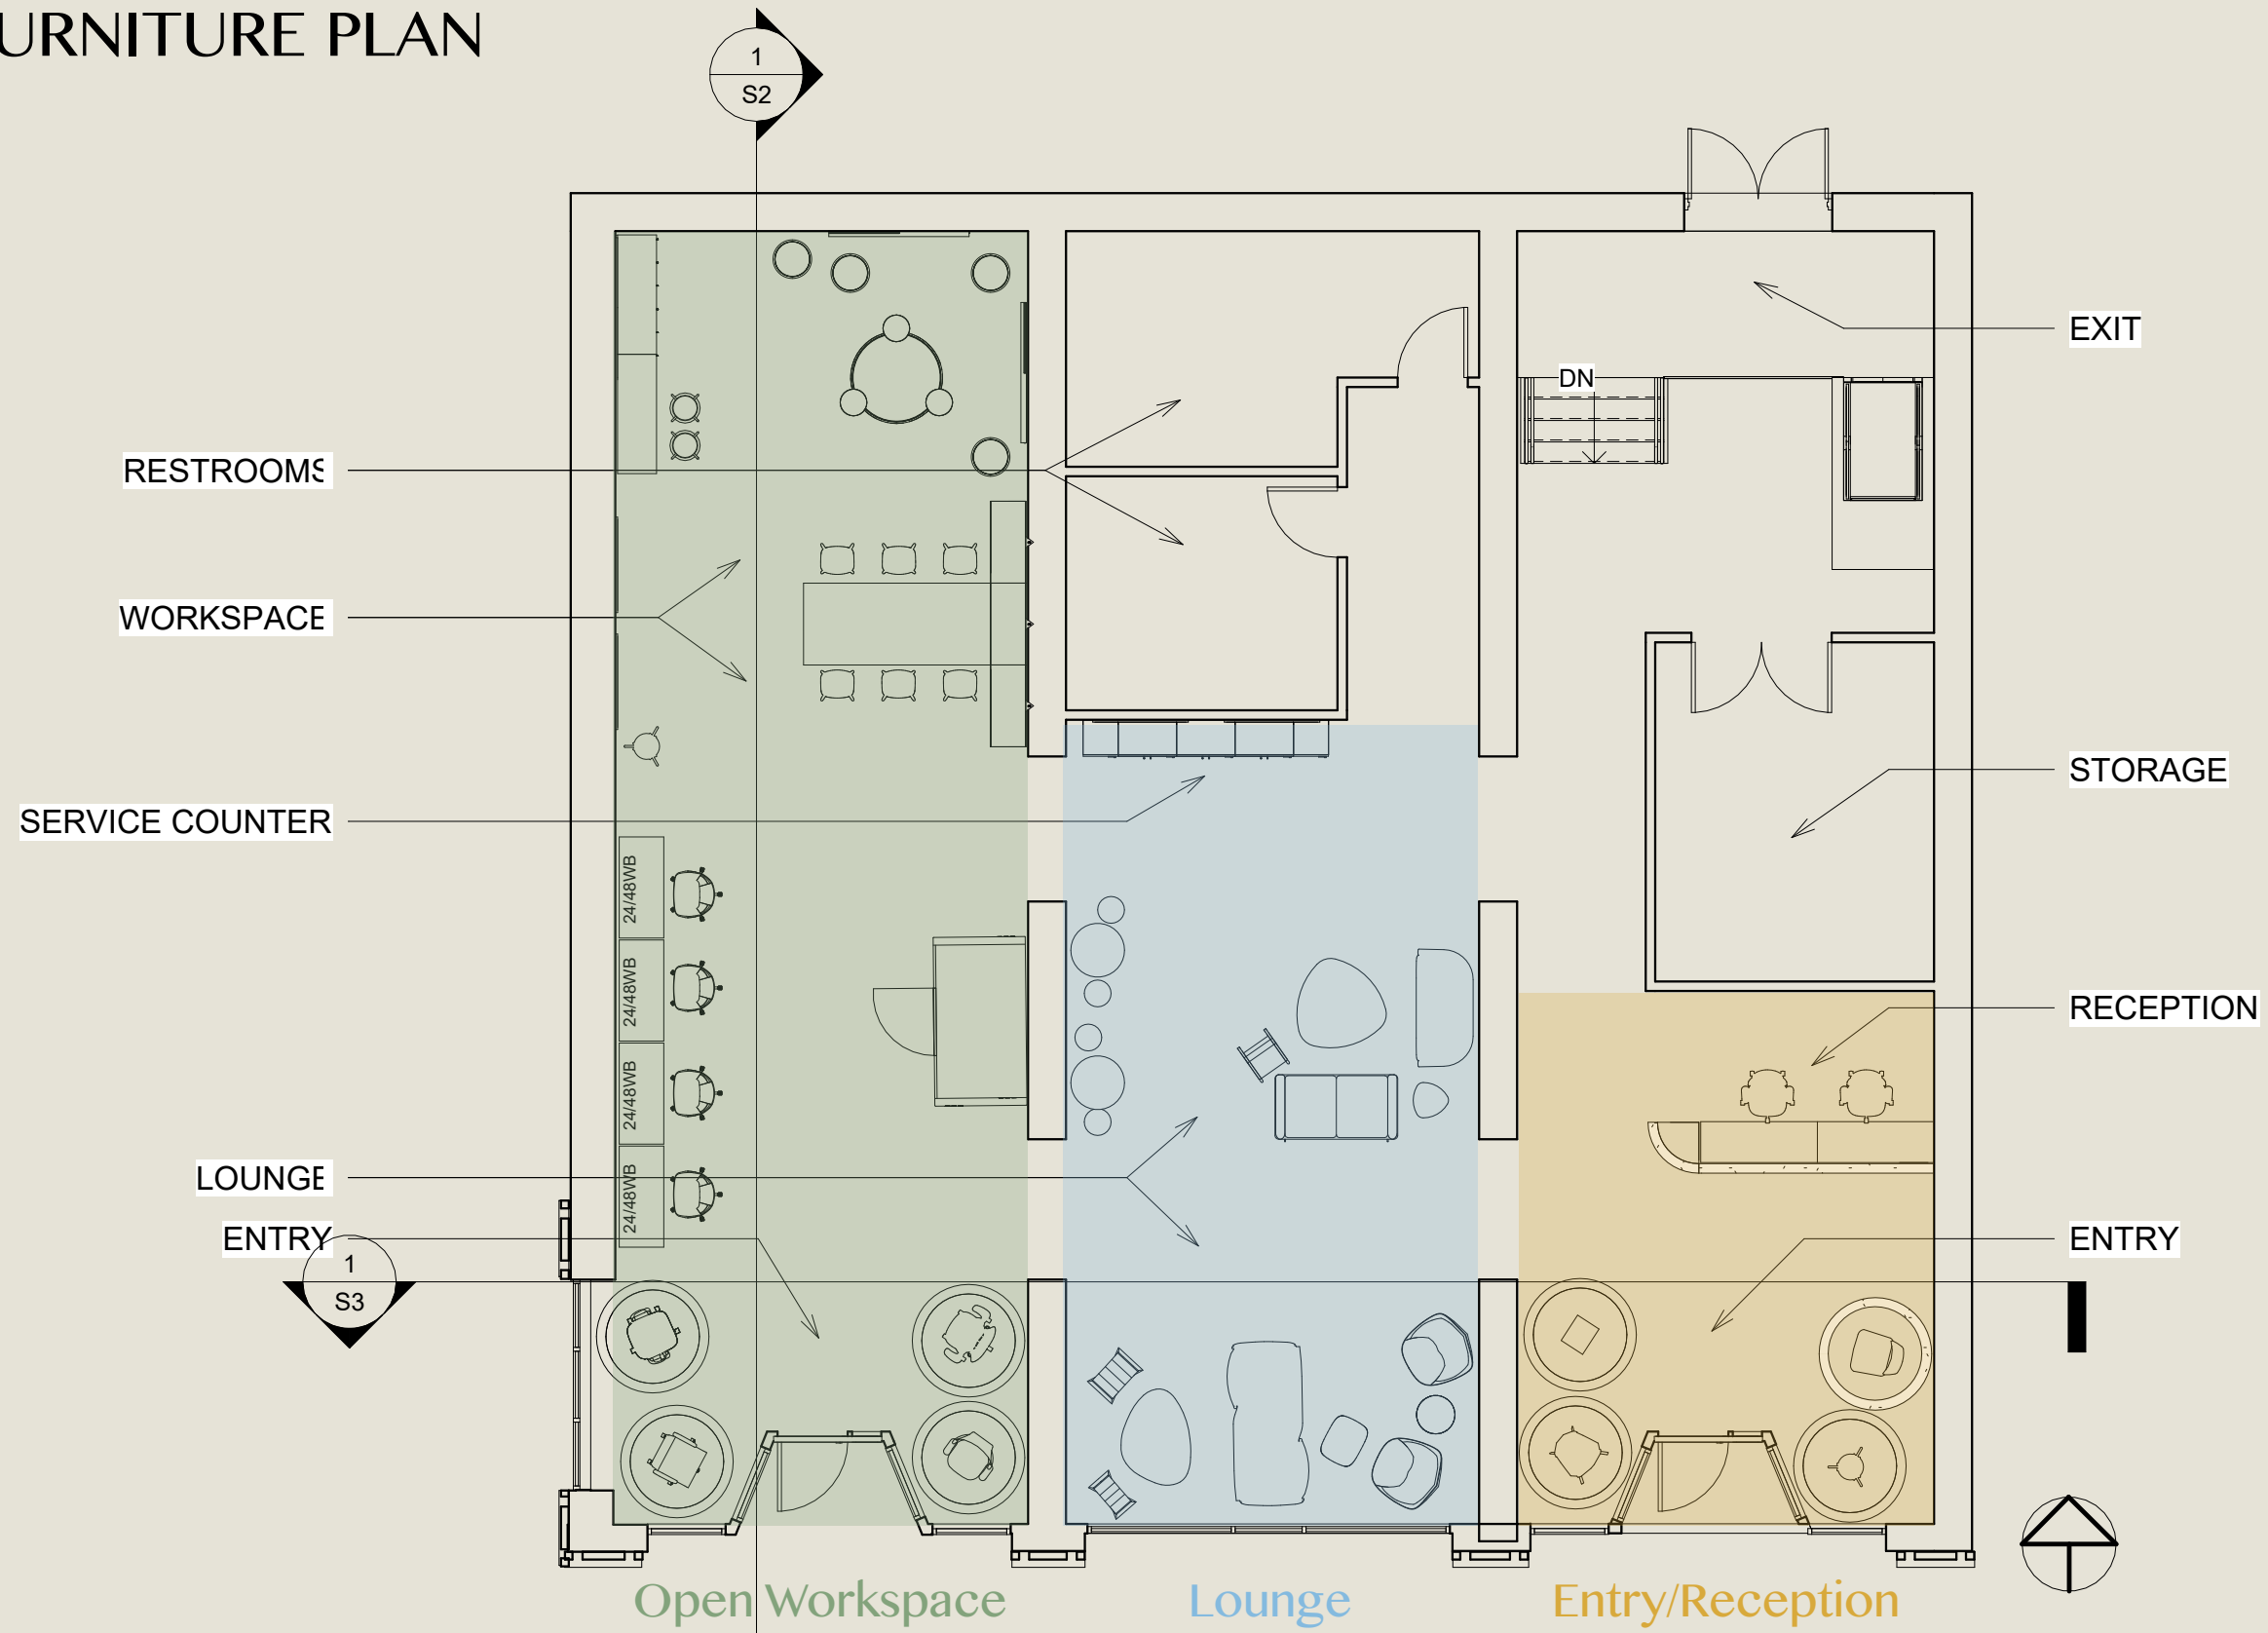 URNITURE PLAN
1
S2
EXIT
DN
RESTROOMS
WORKSPACE
STORAGE
SERVICE COUNTER
24/48WB
24/48WB
24/48WB
24/48WB
RECEPTION
LOUNGE
ENTRY
ENTRY
1
S3
Open Workspace
Lounge
Entry/Reception